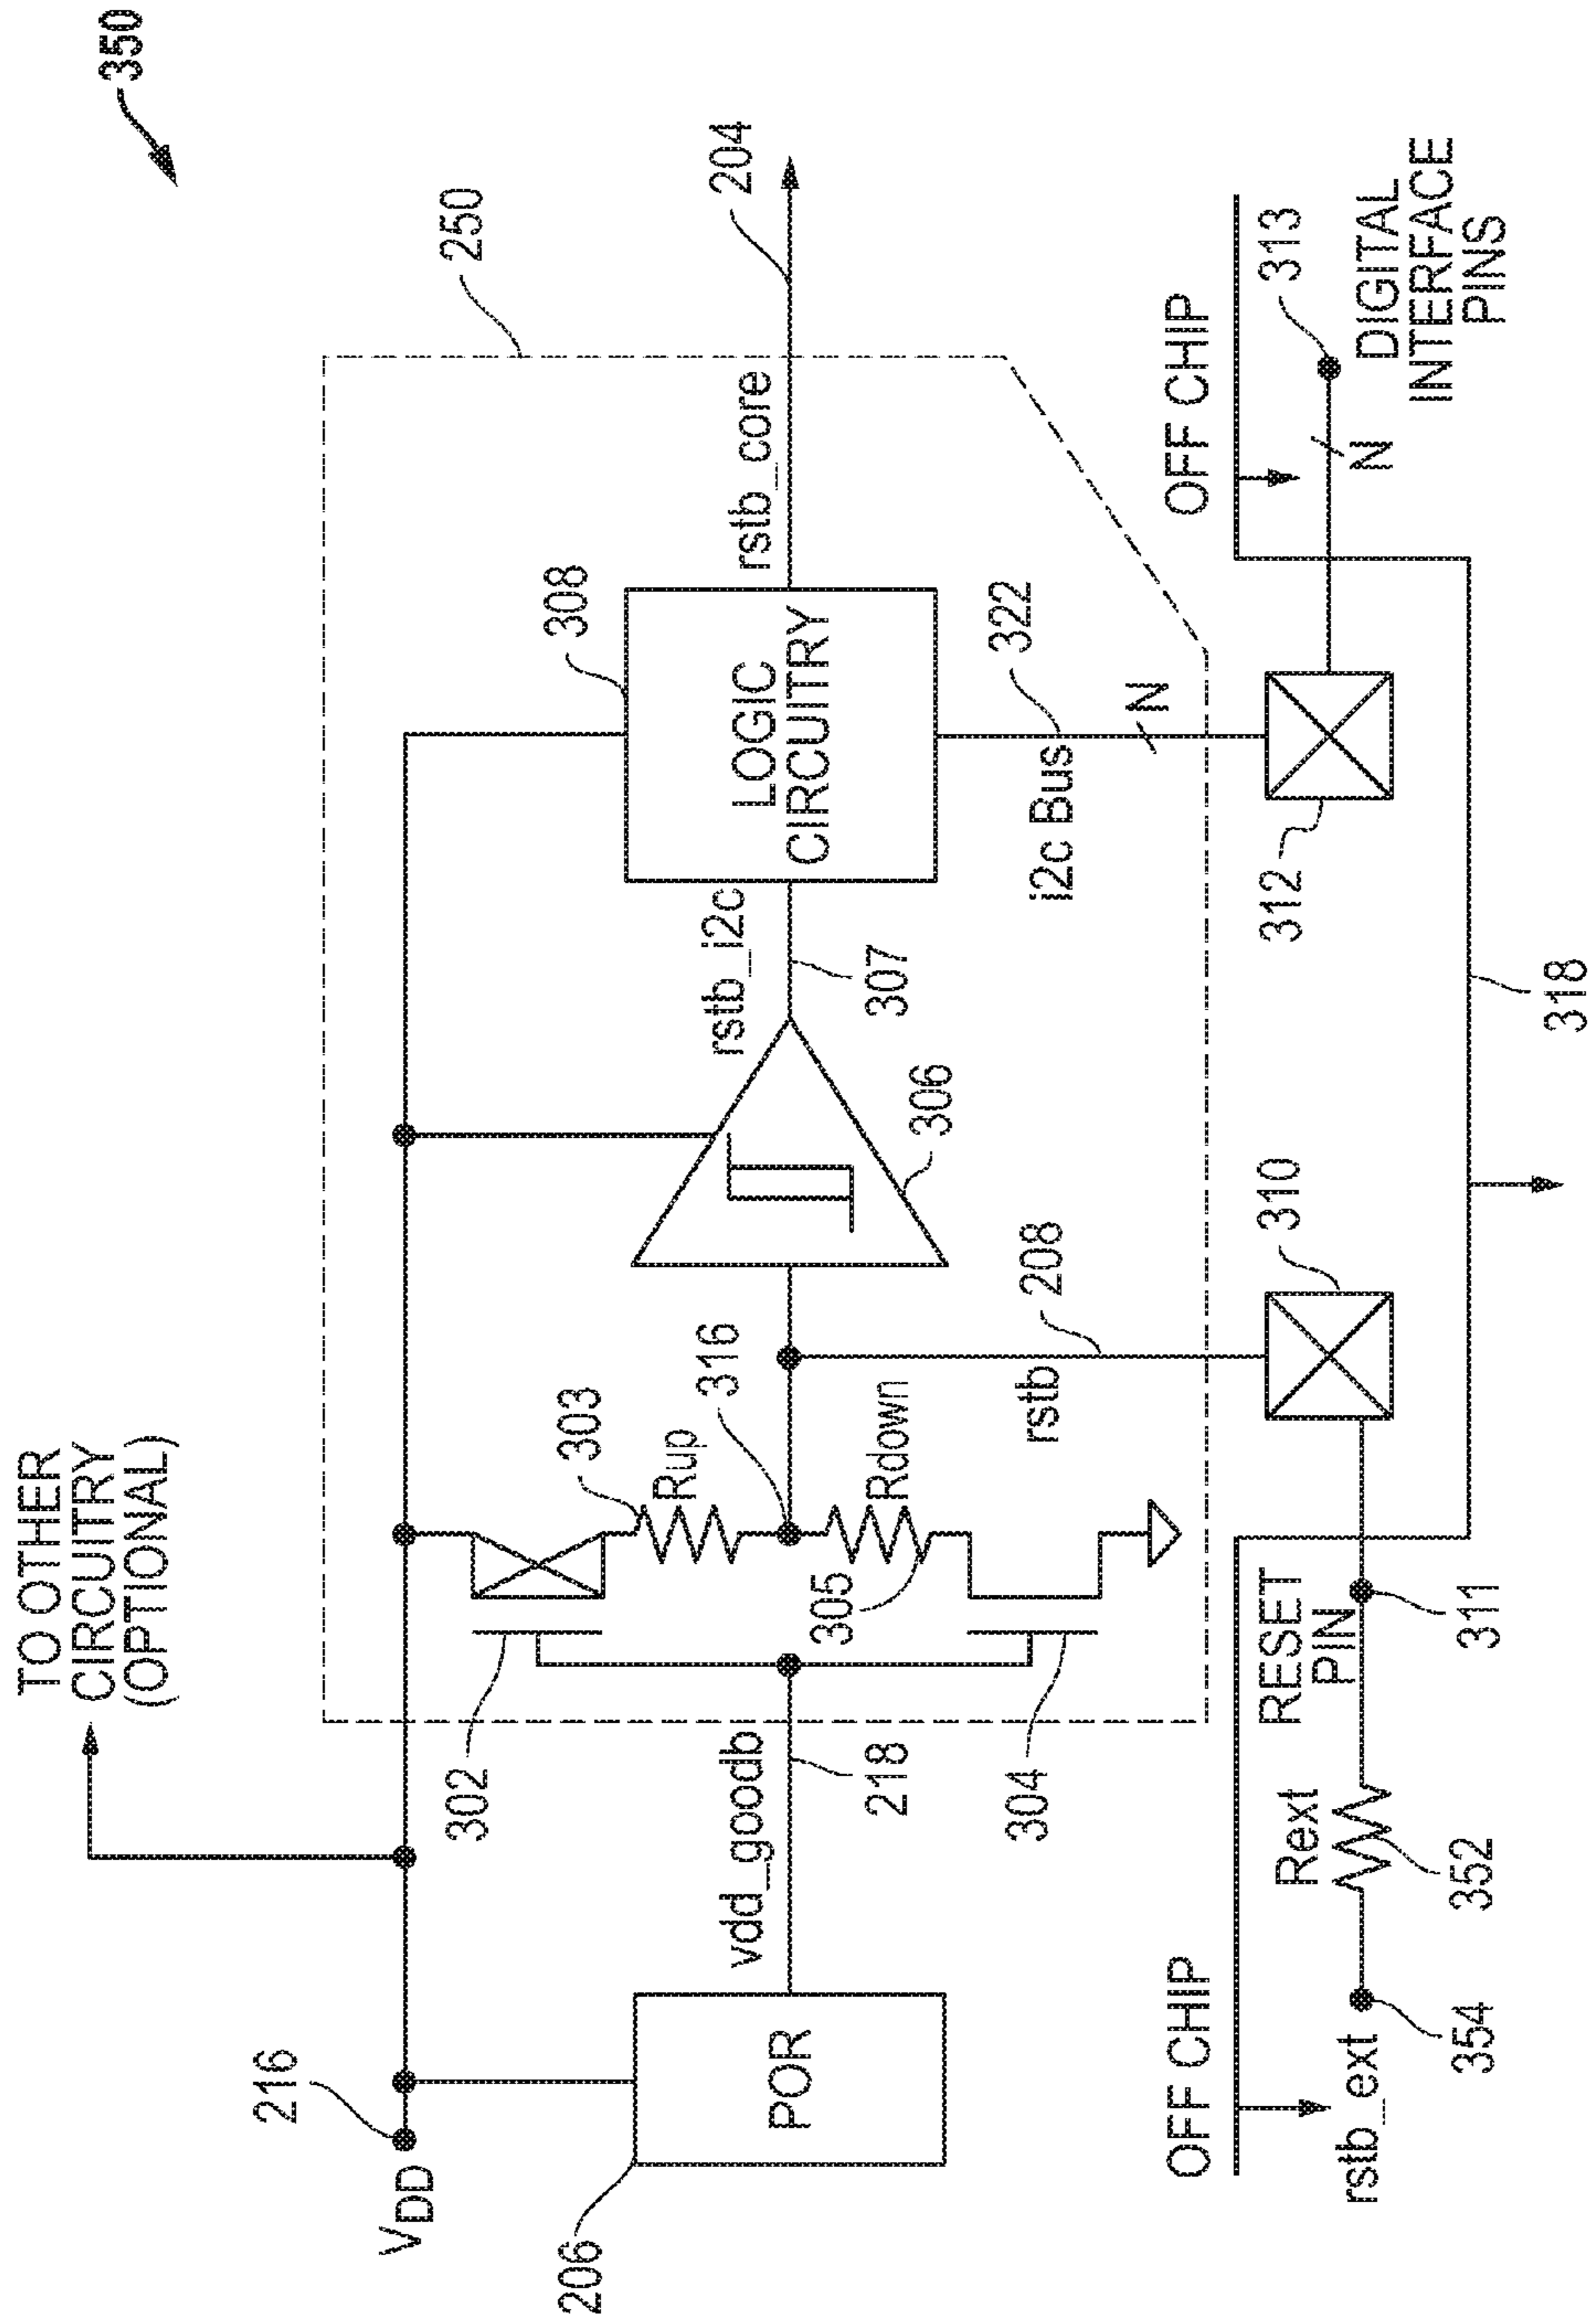 350
TO OTHER
CIRCUITRY
(OPTIONAL)
216
VDD
206
POR
vdd_goodb
218
302
303
Rup
316
304
305
Rdown
250
306
rstb_i2c
307
308
LOGIC
CIRCUITRY
rstb_core
204
rstb
208
i2c Bus
322
N
OFF CHIP
rstb_ext
354
Rext
352
RESET
PIN
311
310
312
318
OFF CHIP
313
N
DIGITAL
INTERFACE
PINS